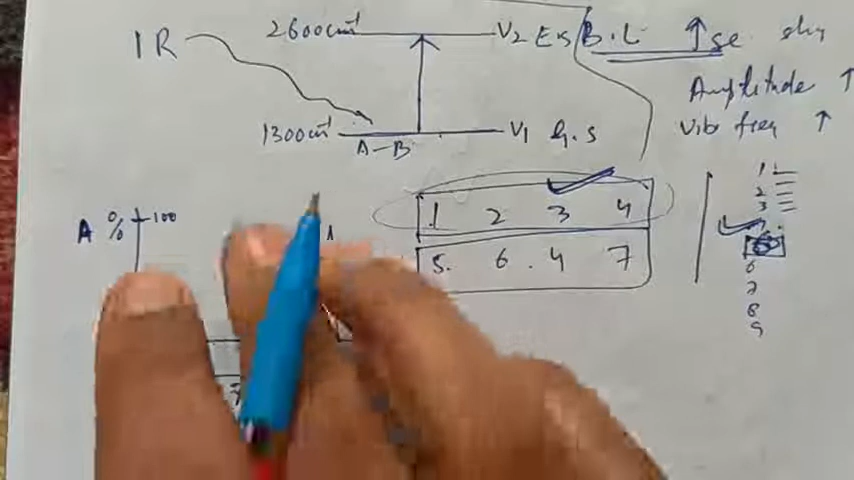 IR
2600cm⁻¹ V2 Es B.L ↑se
Amplitude ↑
1300cm⁻¹ V1 G.S Vib freq ↑
A-B
A % 100
1 2 3 4
5. 6. 4 7
1
2
3
6
7
8
9